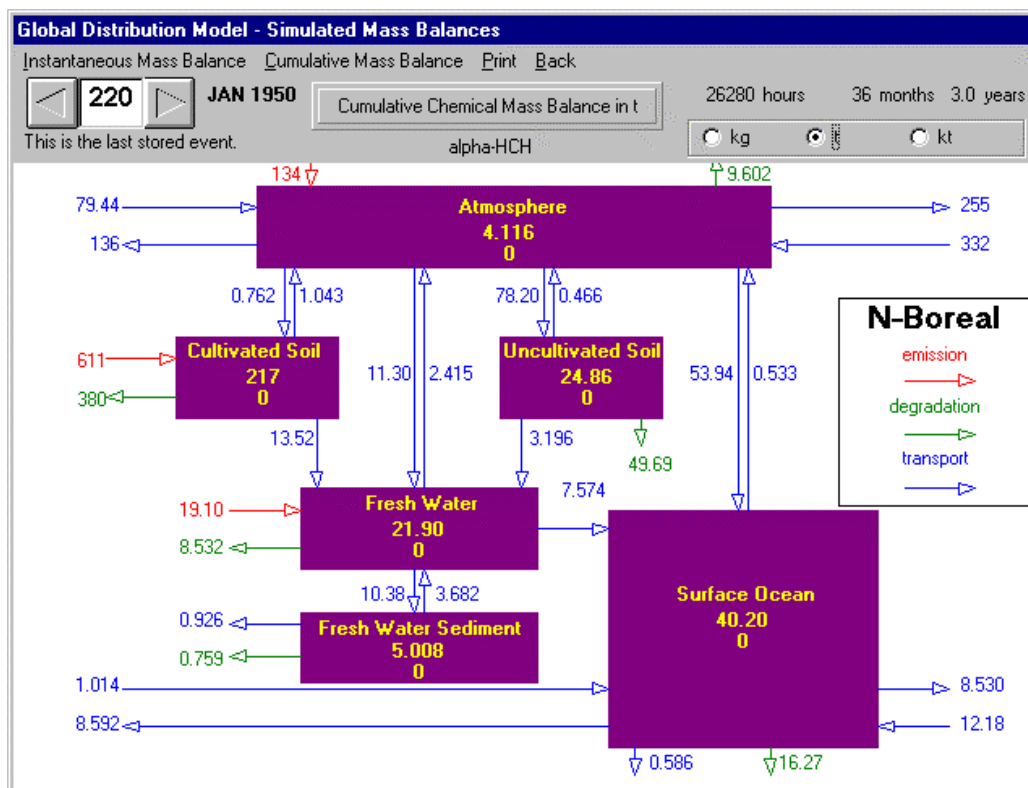 Global Distribution Model - Simulated Mass Balances
Instantaneous Mass Balance Cumulative Mass Balance Print Back
220 JAN 1950 Cumulative Chemical Mass Balance in t 26280 hours 36 months 3.0 years
This is the last stored event. alpha-HCH kg t kt
134 9.602
79.44 Atmosphere 255
136 4.116 332
0
0.762 1.043 78.20 0.466
N-Boreal
611 Cultivated Soil Uncultivated Soil emission
217 11.30 2.415 24.86 53.94 0.533
380 0 0 degradation
13.52 3.196 49.69 transport
19.10 Fresh Water 7.574
21.90
8.532 0
10.38 3.682 Surface Ocean
0.926 Fresh Water Sediment 40.20
0.759 5.008 0
0
1.014 8.530
8.592 12.18
0.586 16.27